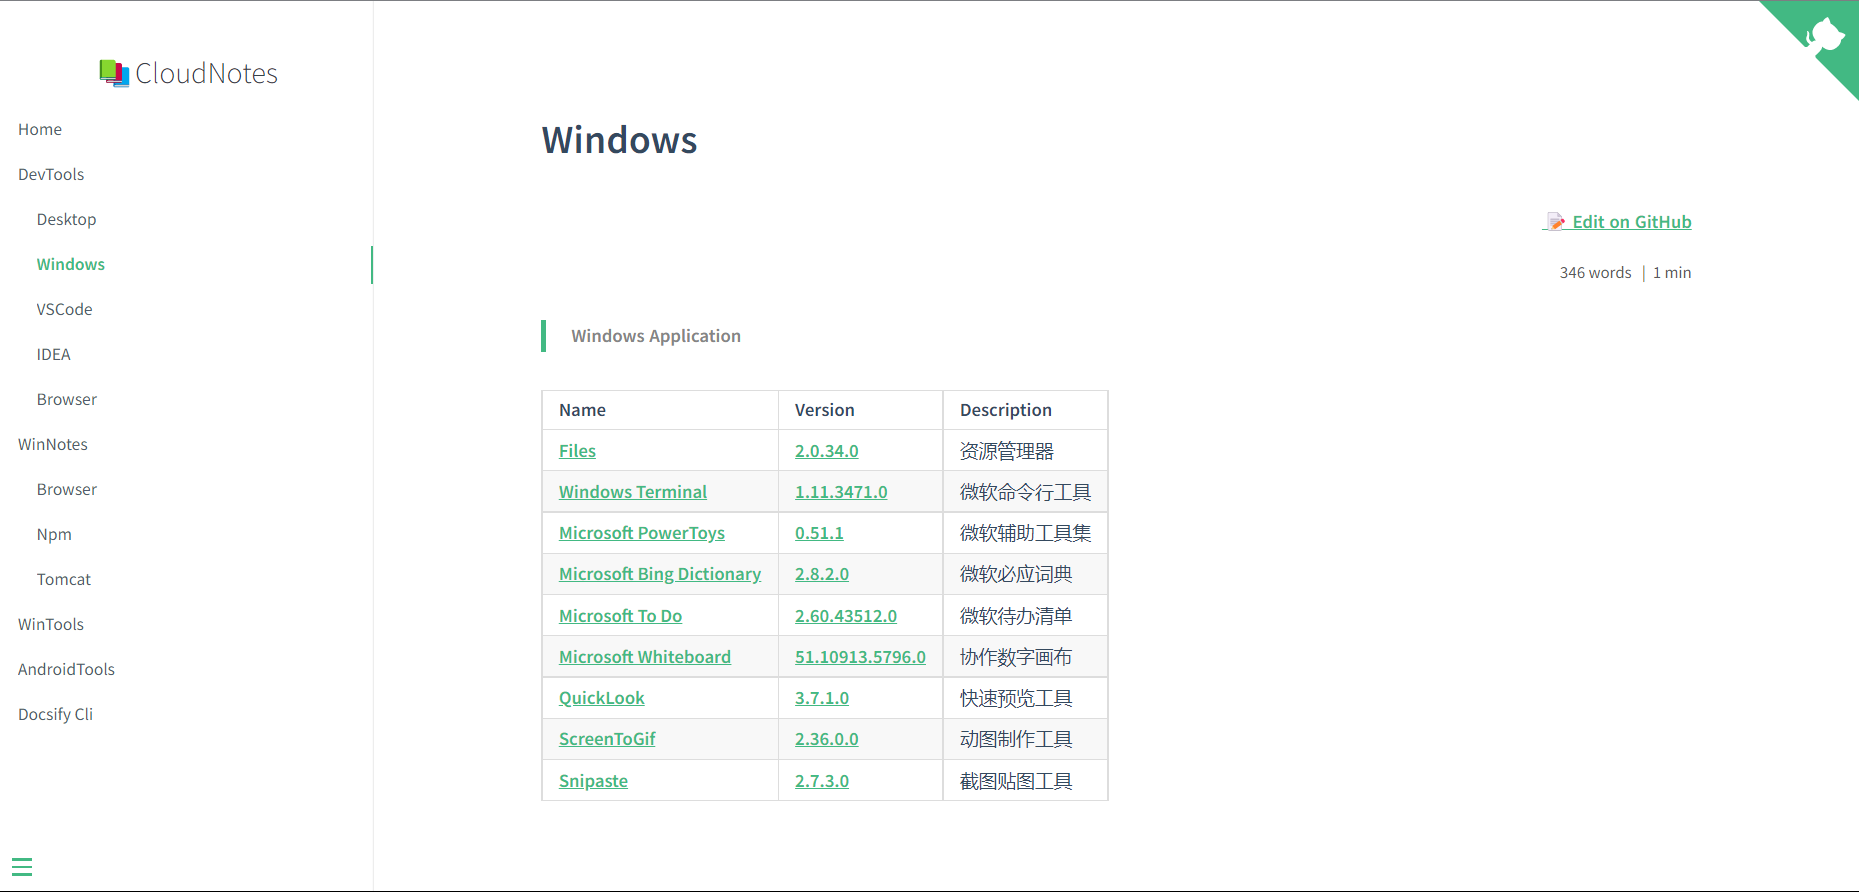 CloudNotes
Home
DevTools
Desktop
Windows
VSCode
IDEA
Browser
WinNotes
Browser
Npm
Tomcat
WinTools
AndroidTools
Docsify Cli
Windows
Edit on GitHub
346 words | 1 min
Windows Application
Name Version Description
Files 2.0.34.0 资源管理器
Windows Terminal 1.11.3471.0 微软命令行工具
Microsoft PowerToys 0.51.1 微软辅助工具集
Microsoft Bing Dictionary 2.8.2.0 微软必应词典
Microsoft To Do 2.60.43512.0 微软待办清单
Microsoft Whiteboard 51.10913.5796.0 协作数字画布
QuickLook 3.7.1.0 快速预览工具
ScreenToGif 2.36.0.0 动图制作工具
Snipaste 2.7.3.0 截图贴图工具